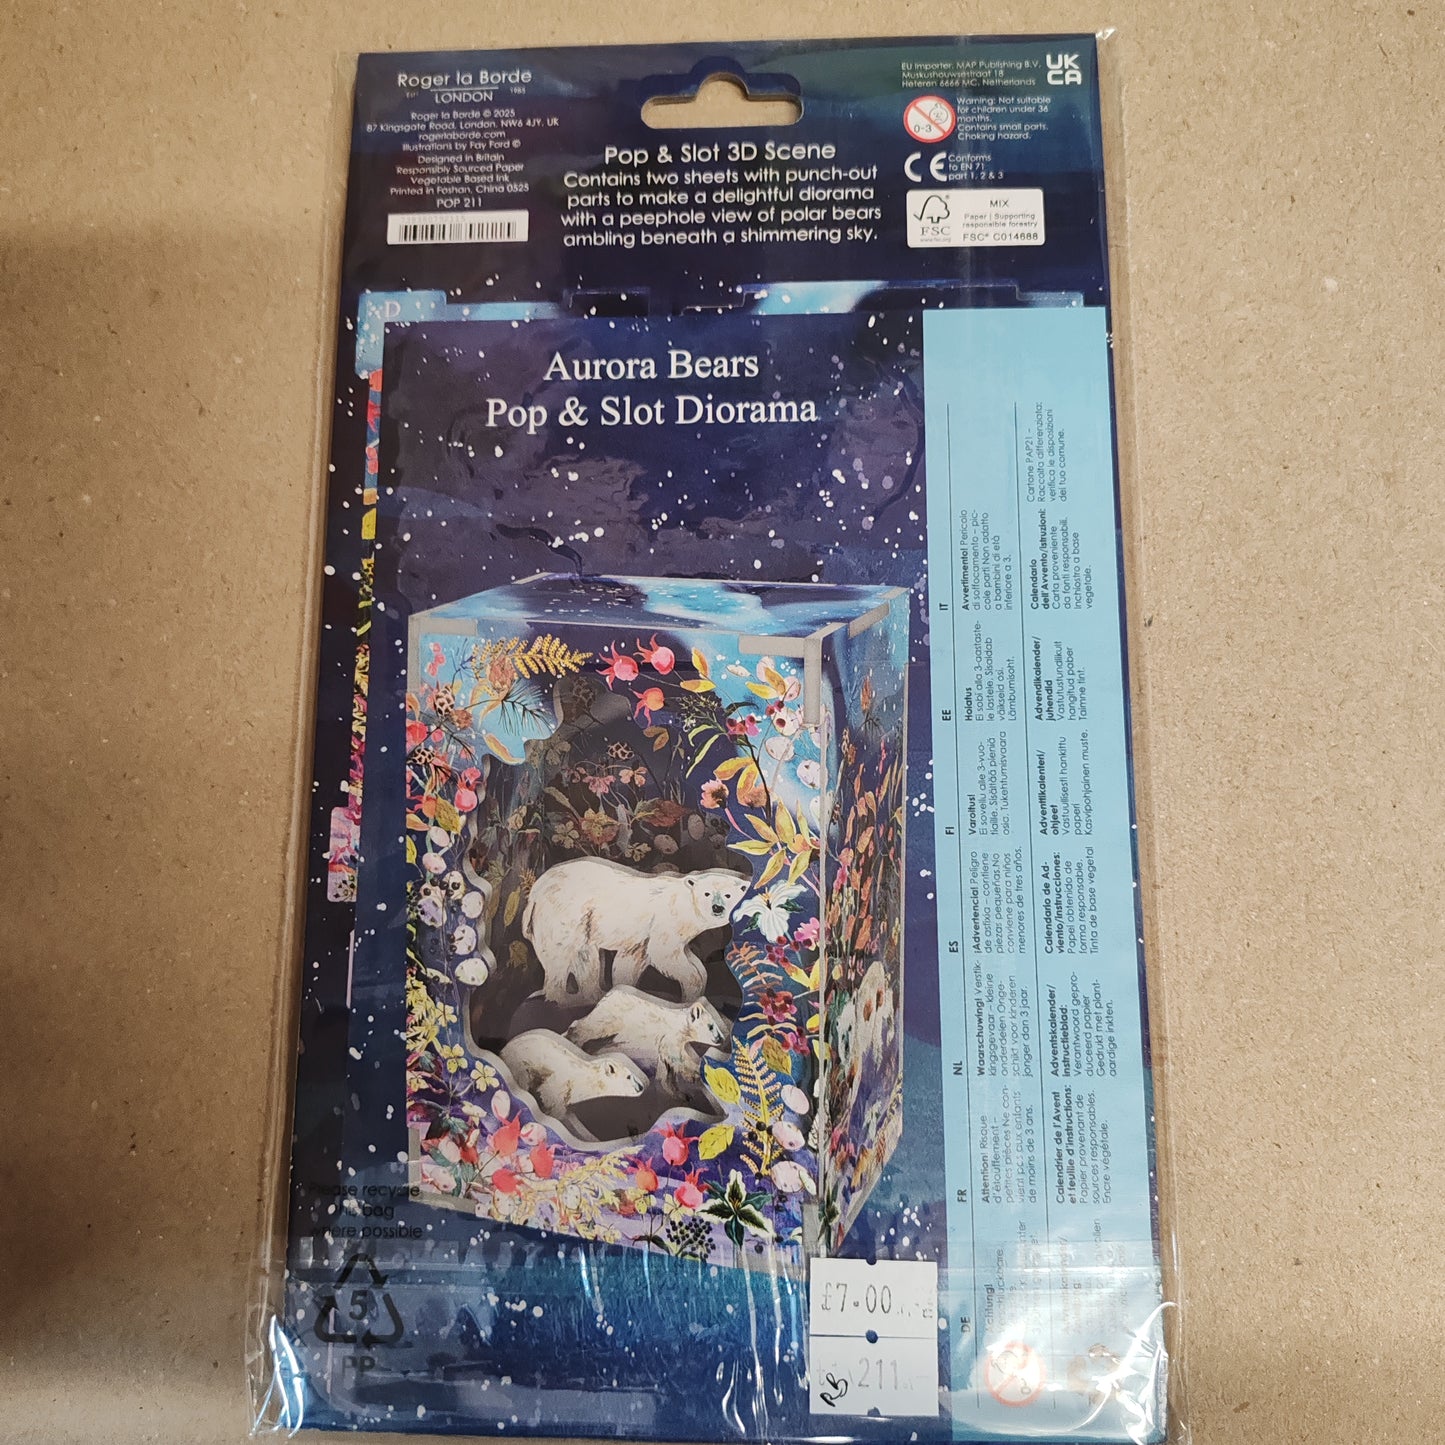 Roger la Borde
EST. 1985
LONDON
Roger la Borde © 2025
87 Kingsgate Road, London, NW6 4JY, UK
rogerlaborde.com
Illustrations by Fay Ford ©
Designed in Britain
Responsibly Sourced Paper
Vegetable Based Ink
Printed in Foshan, China 0525
POP 211
Pop & Slot 3D Scene
Contains two sheets with punch-out
parts to make a delightful diorama
with a peephole view of polar bears
ambling beneath a shimmering sky.
EU Importer: MAP Publishing B.V.
Muskushouwsestraat 18
Heteren 6666 MC, Netherlands
UK
CA
0-3
Warning: Not suitable
for children under 36
months.
Contains small parts.
Choking hazard.
CE
Conforms
to EN 71
part 1, 2 & 3
FSC
www.fsc.org
MIX
Paper | Supporting
responsible forestry
FSC® C014688
D
Aurora Bears
Pop & Slot Diorama
IT
Avvertimento! Pericolo
di soffocamento – pic-
cole parti Non adatto
a bambini di età
inferiore a 3.
Calendario
dell'Avvento/Istruzioni:
Carta proveniente
da fonti responsabili.
Inchiostro a base
vegetale.
Cartone PAP21 –
Raccolta differenziata:
verifica le disposizioni
del tuo comune.
EE
Hoiatus
Ei sobi alla 3-aastaste-
le lastele. Sisaldab
väikseid osi.
Lämbumisoht.
Advendikalender/
juhendid
Vastutustundlikult
hangitud paber
Taimne tint.
FI
Varoitus!
Ei sovellu alle 3-vuo-
tiaille. Sisältää pieniä
osia. Tukehtumisvaara
Adventtikalenteri/
ohjeet
Vastuullisesti hankittu
paperi
Kasvipohjainen muste.
ES
¡Advertencia! Peligro
de asfixia – contiene
piezas pequeñas.No
conviene para niños
menores de tres años.
Calendario de Ad-
viento/Instrucciones:
Papel obtenido de
forma responsable.
Tinta de base vegetal
NL
Waarschuwing! Verstik-
kingsgevaar – kleine
onderdelen Onge-
schikt voor kinderen
jonger dan 3 jaar.
Adventskalender/
Instructieblad:
Verantwoord gepro-
duceerd papier
Gedrukt met plant-
aardige inkten.
FR
Attention! Risque
d'étouffement –
petites pièces Ne con-
vient pas aux enfants
de moins de 3 ans.
Calendrier de l'Avent
et feuille d'instructions:
Papier provenant de
sources responsables.
Encre végétale.
DE
Please recycle
this bag
where possible
5
PP
£7.00
211
RB